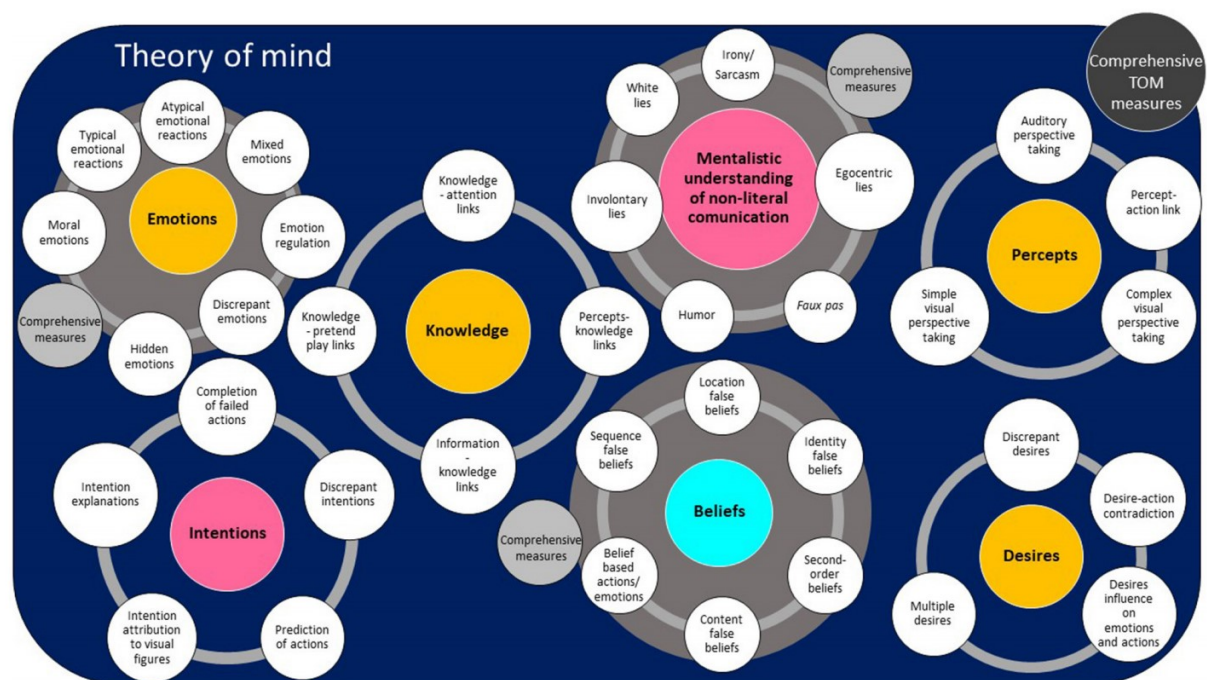 Theory of mind
Comprehensive
TOM
measures
Emotions
Atypical
emotional
reactions
Mixed
emotions
Emotion
regulation
Discrepant
emotions
Hidden
emotions
Comprehensive
measures
Moral
emotions
Typical
emotional
reactions
Knowledge
Knowledge
- attention
links
Percepts-
knowledge
links
Information
-
knowledge
links
Knowledge
- pretend
play links
Mentalistic
understanding
of non-literal
comunication
Irony/
Sarcasm
Comprehensive
measures
Egocentric
lies
Faux pas
Humor
Involontary
lies
White
lies
Percepts
Auditory
perspective
taking
Percept-
action link
Complex
visual
perspective
taking
Simple
visual
perspective
taking
Intentions
Completion
of failed
actions
Discrepant
intentions
Prediction
of actions
Intention
attribution
to visual
figures
Intention
explanations
Beliefs
Location
false
beliefs
Identity
false
beliefs
Second-
order
beliefs
Content
false
beliefs
Belief
based
actions/
emotions
Comprehensive
measures
Sequence
false
beliefs
Desires
Discrepant
desires
Desire-action
contradiction
Desires
influence
on
emotions
and actions
Multiple
desires